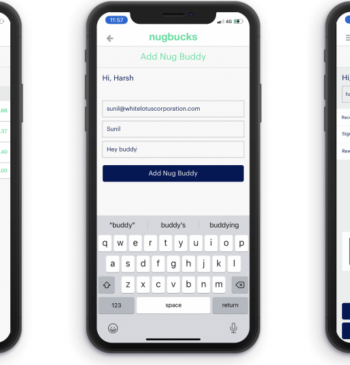 11:57
4G
nugbucks
Add Nug Buddy
Hi, Harsh
sunil@whitelotuscorporation.com
Sunil
Hey buddy
Add Nug Buddy
"buddy" buddy's buddying
q w e r t y u i o p
a s d f g h j k l
z x c v b n m
123 space return
Hi,